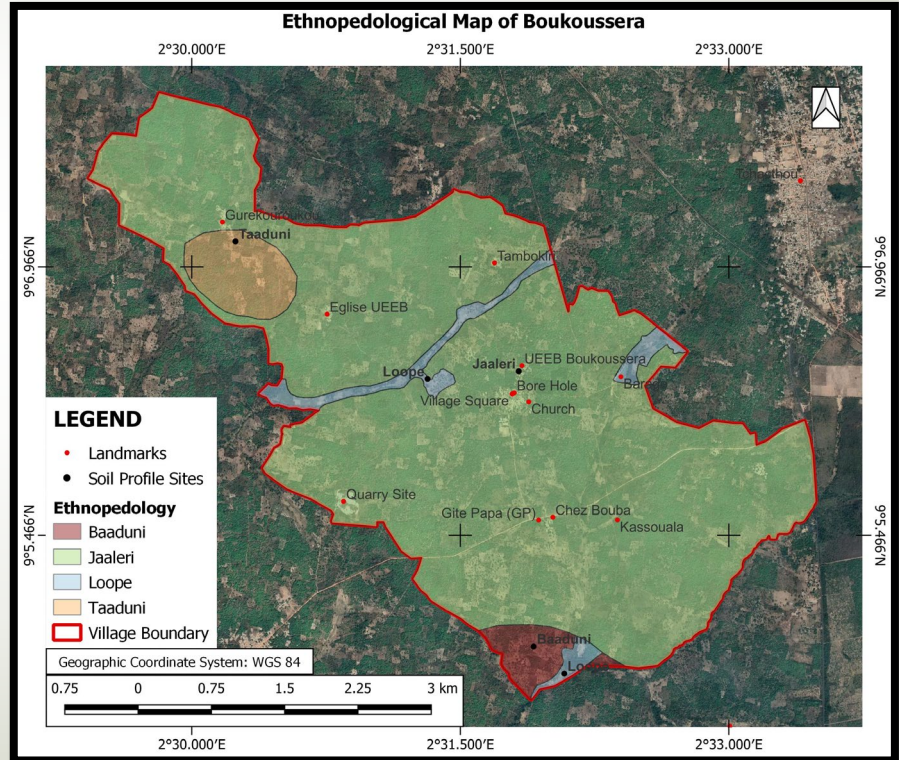 Ethnopedological Map of Boukoussera
2°30.000′E 2°31.500′E 2°33.000′E
Gurekouroukou
Taaduni
9°6.966′N
9°6.966′N
Tambokiri
Eglise UEEB
Loope
Jaaleri
UEEB Boukoussera
Bore Hole
Village Square
Church
Quarry Site
Gite Papa (GP)
Chez Bouba
Kassouala
9°5.466′N
9°5.466′N
Baaduni
LEGEND
Landmarks
Soil Profile Sites
Ethnopedology
Baaduni
Jaaleri
Loope
Taaduni
Village Boundary
Geographic Coordinate System: WGS 84
0.75 0 0.75 1.5 2.25 3 km
2°30.000′E 2°31.500′E 2°33.000′E